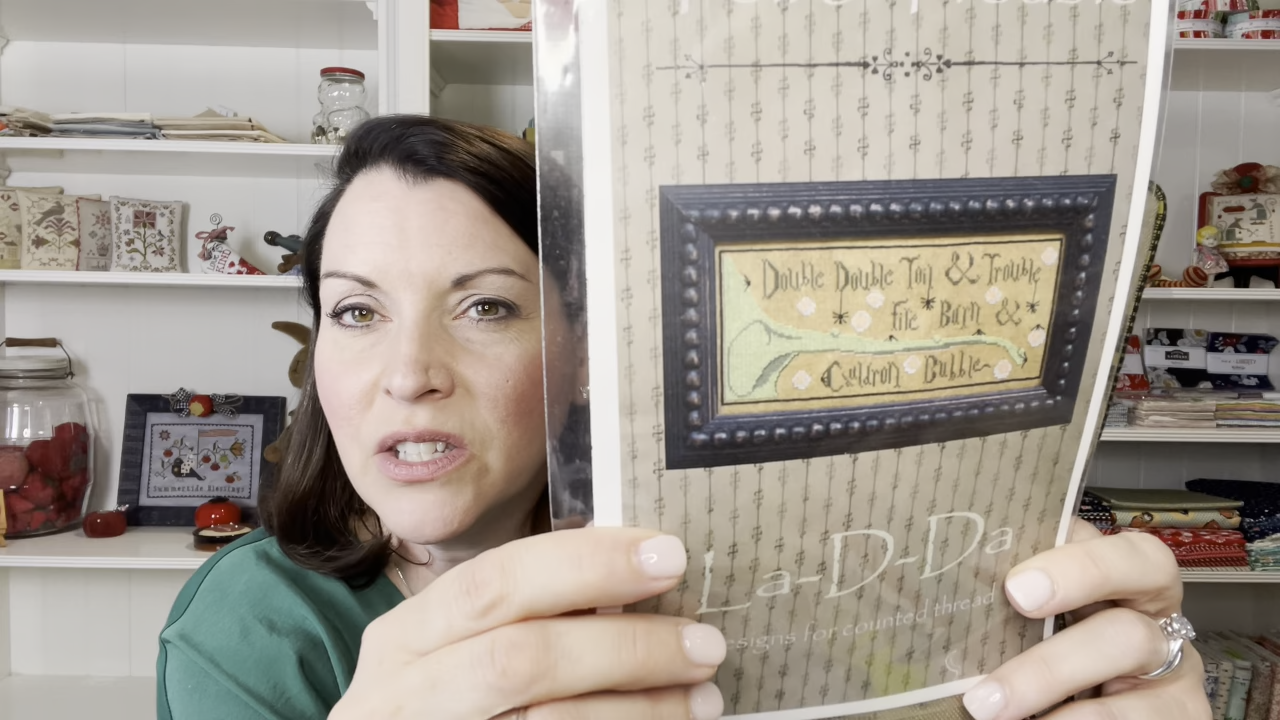 Double Double Toil & Trouble
fire Burn &
Cauldron Bubble
La-D-Da
designs for counted thread
Summertide Blessings